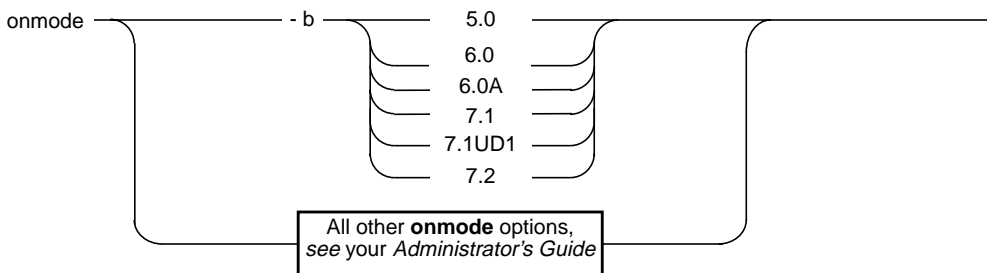 onmode - b 5.0
6.0
6.0A
7.1
7.1UD1
7.2
All other onmode options,
see your Administrator's Guide